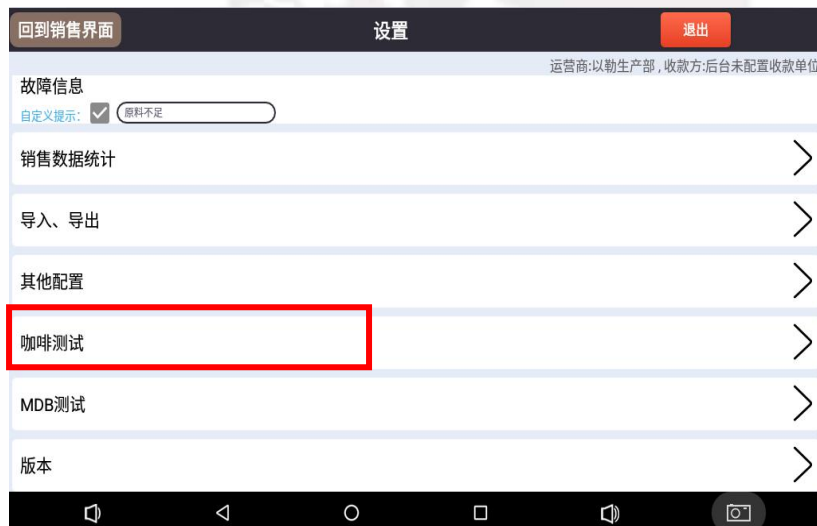 回到销售界面
设置
退出
运营商:以勒生产部,收款方:后台未配置收款单位
故障信息
自定义提示:
原料不足
销售数据统计
导入、导出
其他配置
咖啡测试
MDB测试
版本